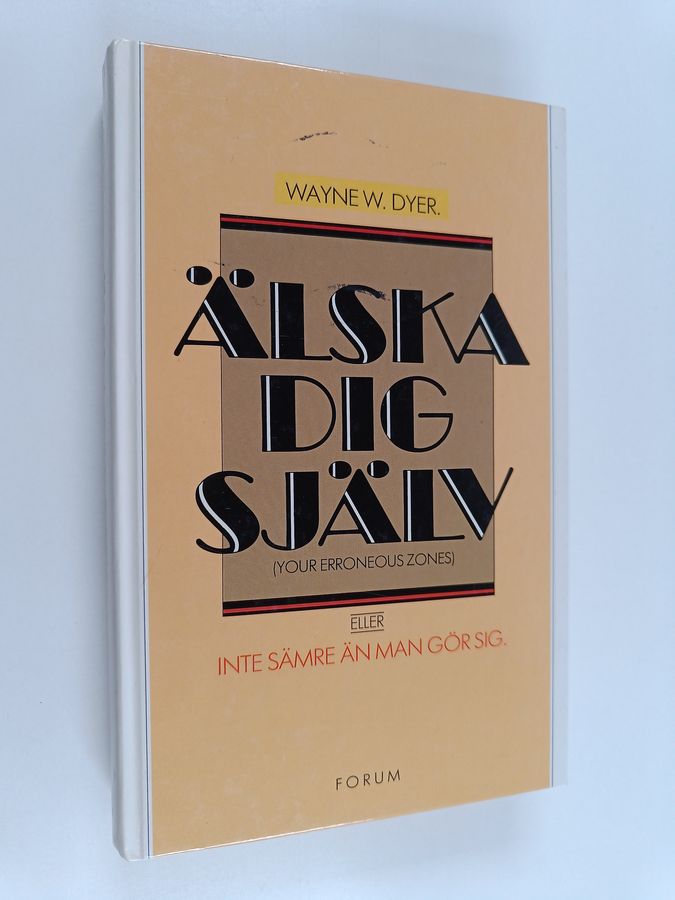 WAYNE W. DYER.
ÄLSKA
DIG
SJÄLV
(YOUR ERRONEOUS ZONES)
ELLER
INTE SÄMRE ÄN MAN GÖR SIG.
FORUM